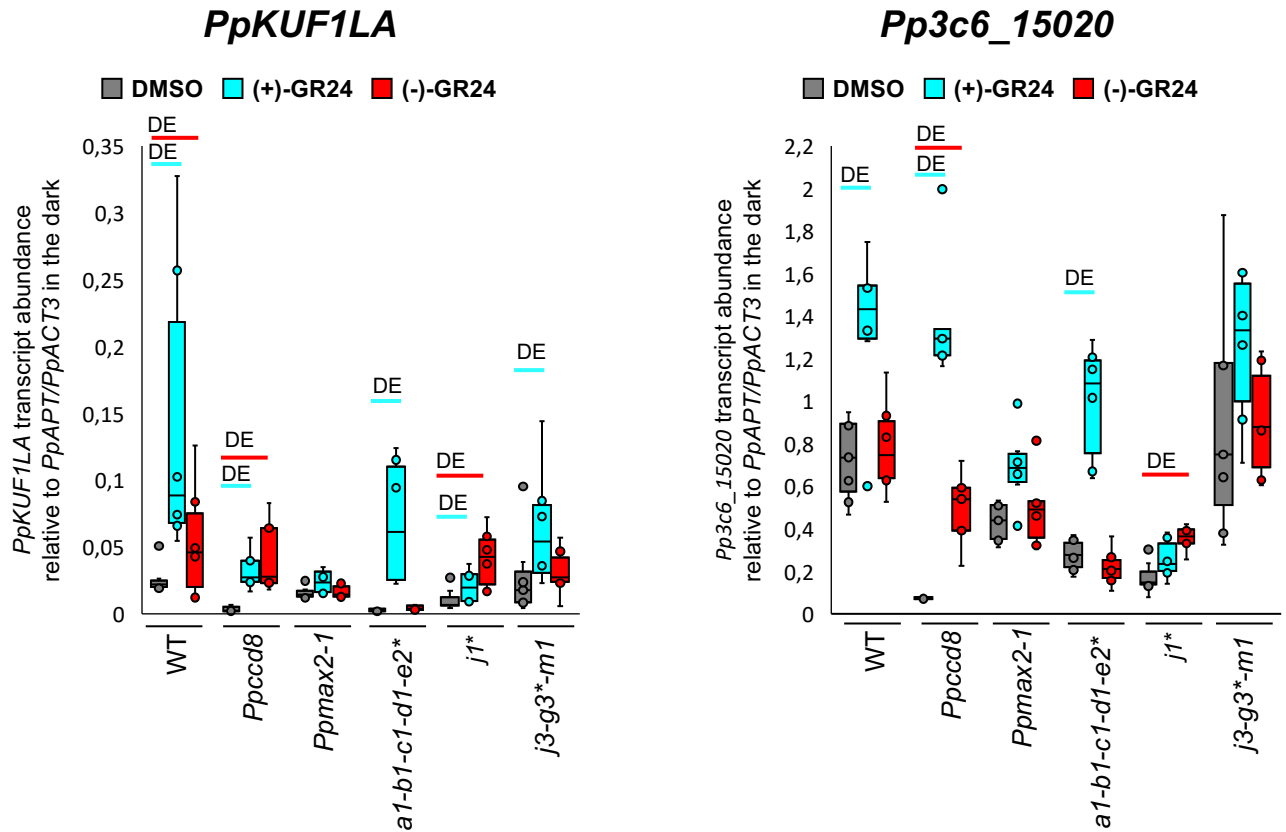 PpKUF1LA
DMSO (+)-GR24 (-)-GR24
PpKUF1LA transcript abundance
relative to PpAPT/PpACT3 in the dark
0,35
0,3
0,25
0,2
0,15
0,1
0,05
0
DE
DE
DE
DE
DE
DE
DE
DE
WT
Ppccd8
Ppmax2-1
a1-b1-c1-d1-e2*
j1*
j3-g3*-m1
Pp3c6_15020
DMSO (+)-GR24 (-)-GR24
Pp3c6_15020 transcript abundance
relative to PpAPT/PpACT3 in the dark
2,2
2
1,8
1,6
1,4
1,2
1
0,8
0,6
0,4
0,2
0
DE
DE
DE
DE
DE
WT
Ppccd8
Ppmax2-1
a1-b1-c1-d1-e2*
j1*
j3-g3*-m1